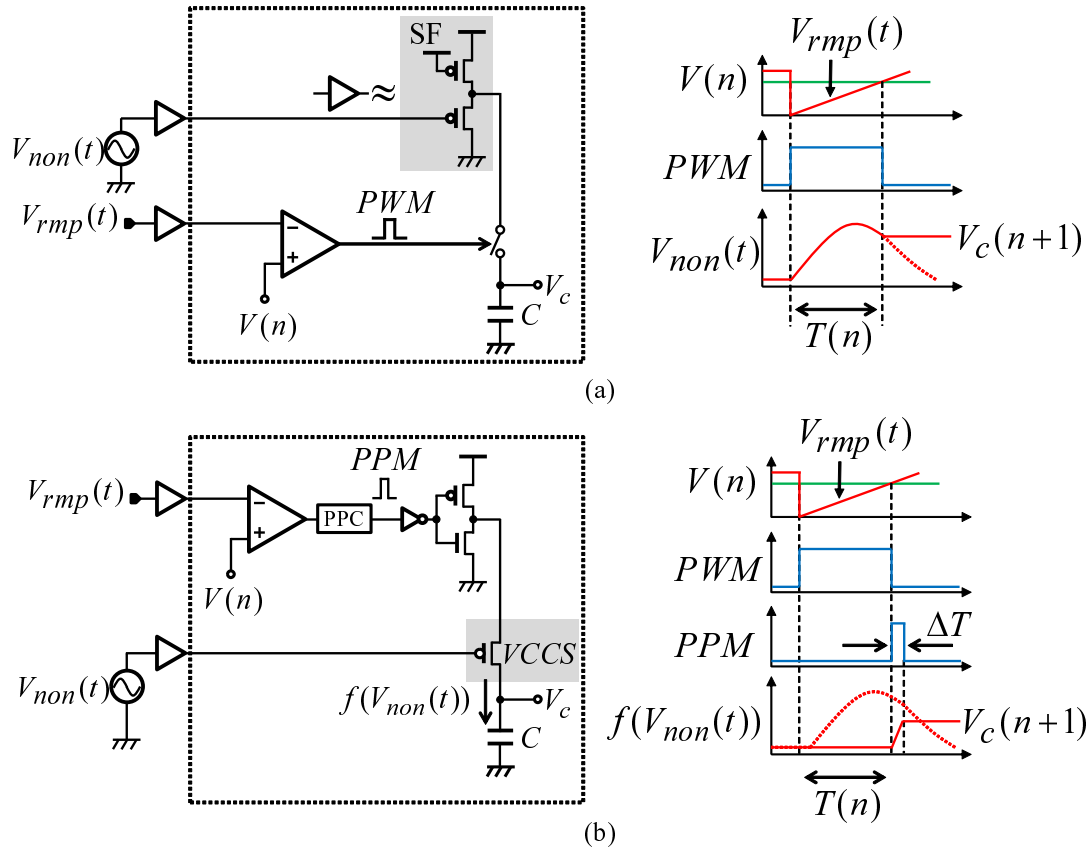 SF
V_non(t)
V_rmp(t)
PWM
V(n)
V_c
C
V_rmp(t)
V(n)
PWM
V_non(t)
V_c(n+1)
T(n)
(a)
V_rmp(t)
PPM
PPC
V(n)
V_non(t)
VCCS
f(V_non(t))
V_c
C
V_rmp(t)
V(n)
PWM
PPM
ΔT
f(V_non(t))
V_c(n+1)
T(n)
(b)